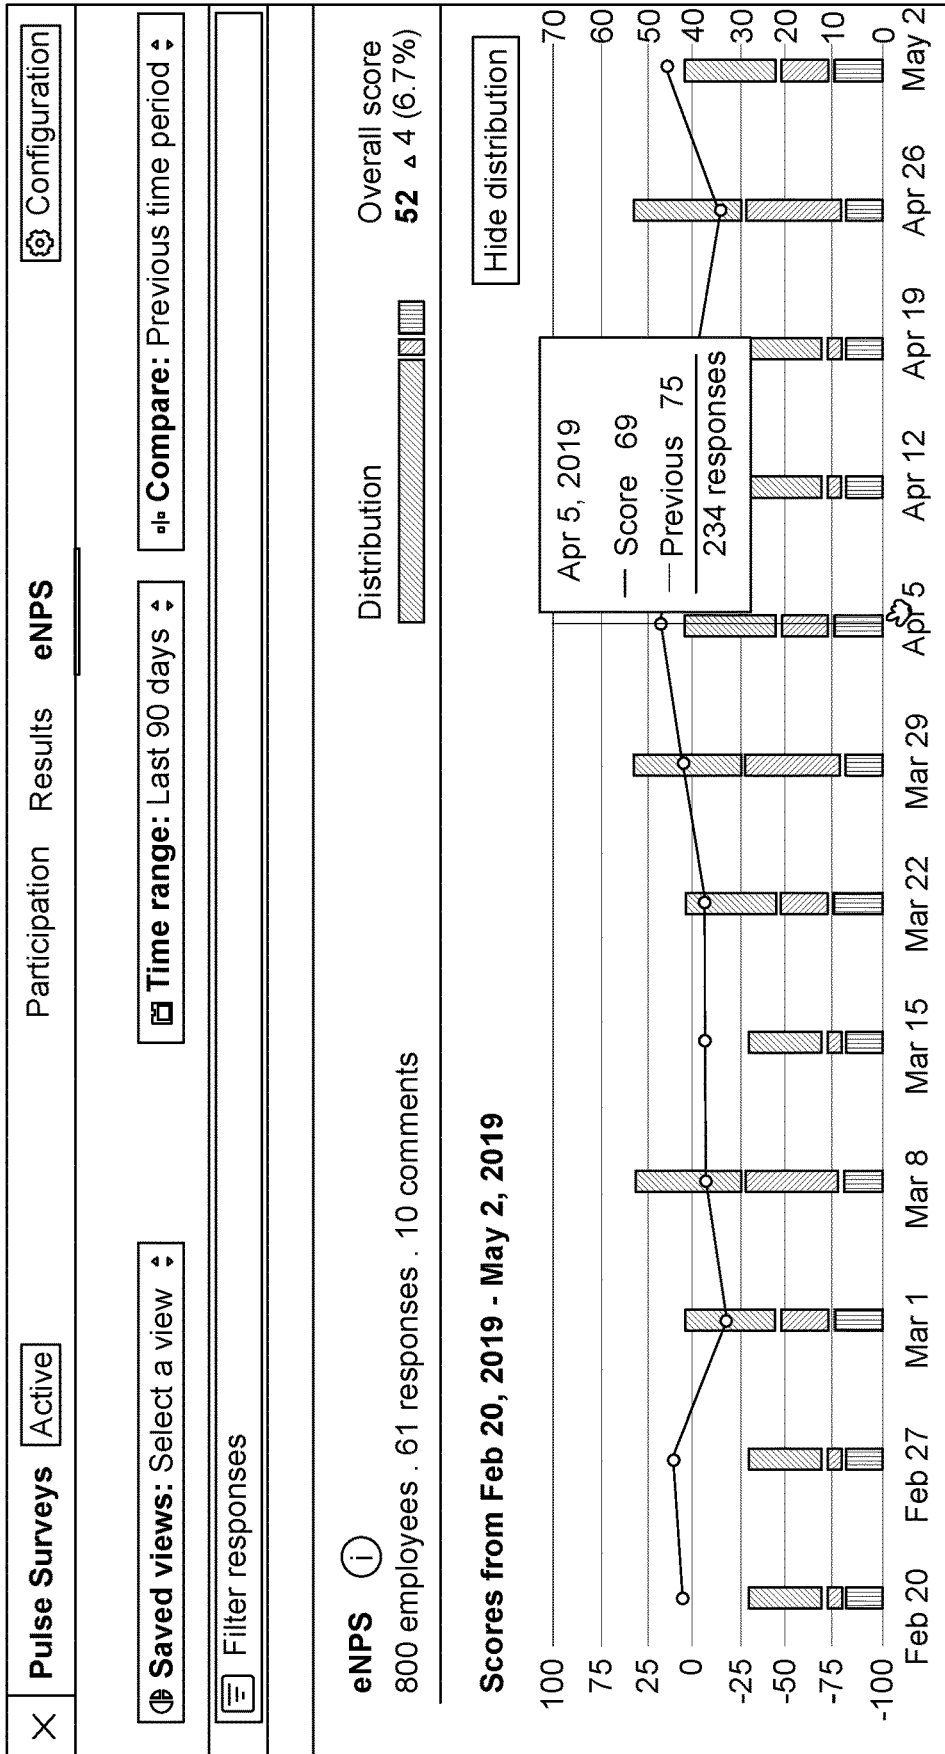 Pulse Surveys Active Participation Results eNPS Configuration
Saved views: Select a view Time range: Last 90 days Compare: Previous time period
Filter responses
eNPS i Distribution Overall score
800 employees . 61 responses . 10 comments 52 ▵ 4 (6.7%)
Scores from Feb 20, 2019 - May 2, 2019 Hide distribution
100 70
75 60
25 50
0 40
-25 30
-50 20
-75 10
-100 0
Apr 5, 2019
Score 69
Previous 75
234 responses
Feb 20 Feb 27 Mar 1 Mar 8 Mar 15 Mar 22 Mar 29 Apr 5 Apr 12 Apr 19 Apr 26 May 2